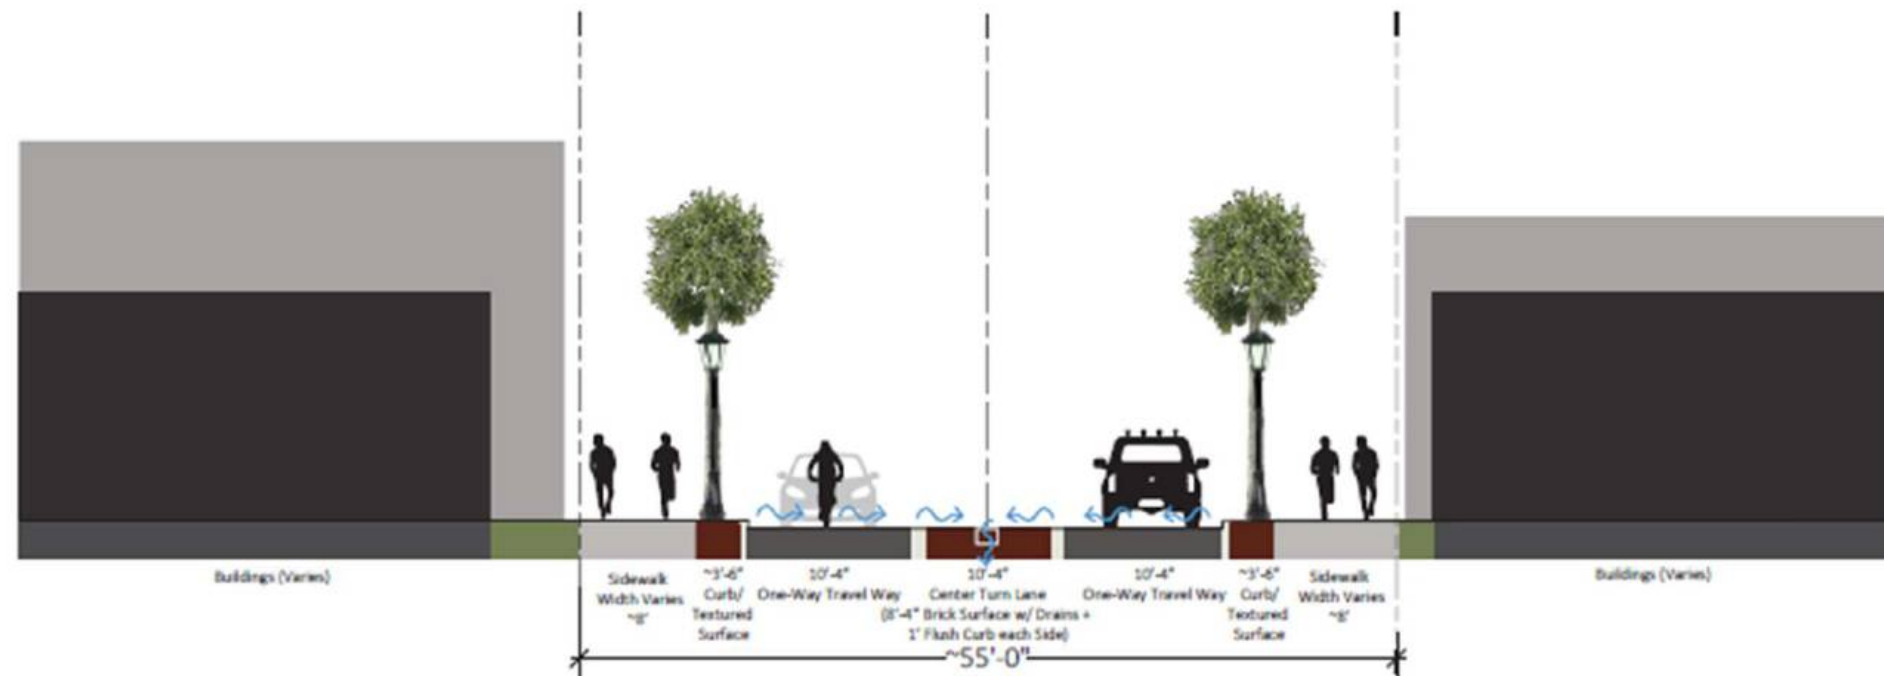 Buildings (Varies)
Sidewalk
Width Varies
~8'
~3'-6"
Curb/
Textured
Surface
10'-4"
One-Way Travel Way
10'-4"
Center Turn Lane
(8'-4" Brick Surface w/ Drains +
1' Flush Curb each Side)
10'-4"
One-Way Travel Way
~3'-6"
Curb/
Textured
Surface
Sidewalk
Width Varies
~8'
Buildings (Varies)
~55'-0"